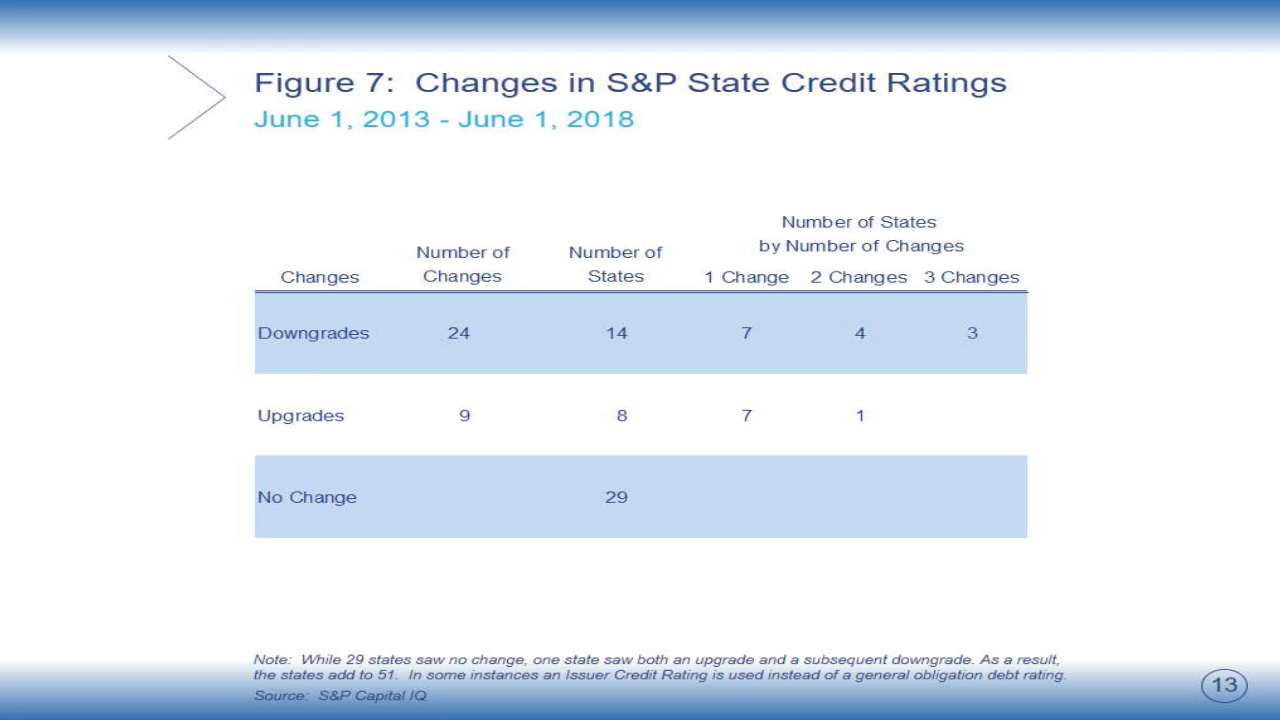 Figure 7: Changes in S&P State Credit Ratings
June 1, 2013 - June 1, 2018
Number of States
by Number of Changes
Number of Number of
Changes Changes States 1 Change 2 Changes 3 Changes
Downgrades 24 14 7 4 3
Upgrades 9 8 7 1
No Change 29
Note: While 29 states saw no change, one state saw both an upgrade and a subsequent downgrade. As a result,
the states add to 51. In some instances an Issuer Credit Rating is used instead of a general obligation debt rating.
Source: S&P Capital IQ
13